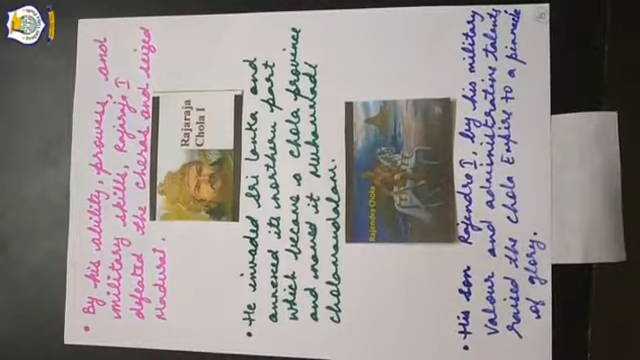 • By his ability, prowess, and
military skills, Rajaraja I
defeated the cheras and seized
Madurai.
Rajaraja
Chola I
• He invaded Sri Lanka and
annexed its northern part
which became a chola province
and named it Mummudi
cholamandalam.
Rajendra Chola
• His son Rajendra I, by his military
Valour and administrative talents
raised the chola Empire to a pinnacle
of glory.